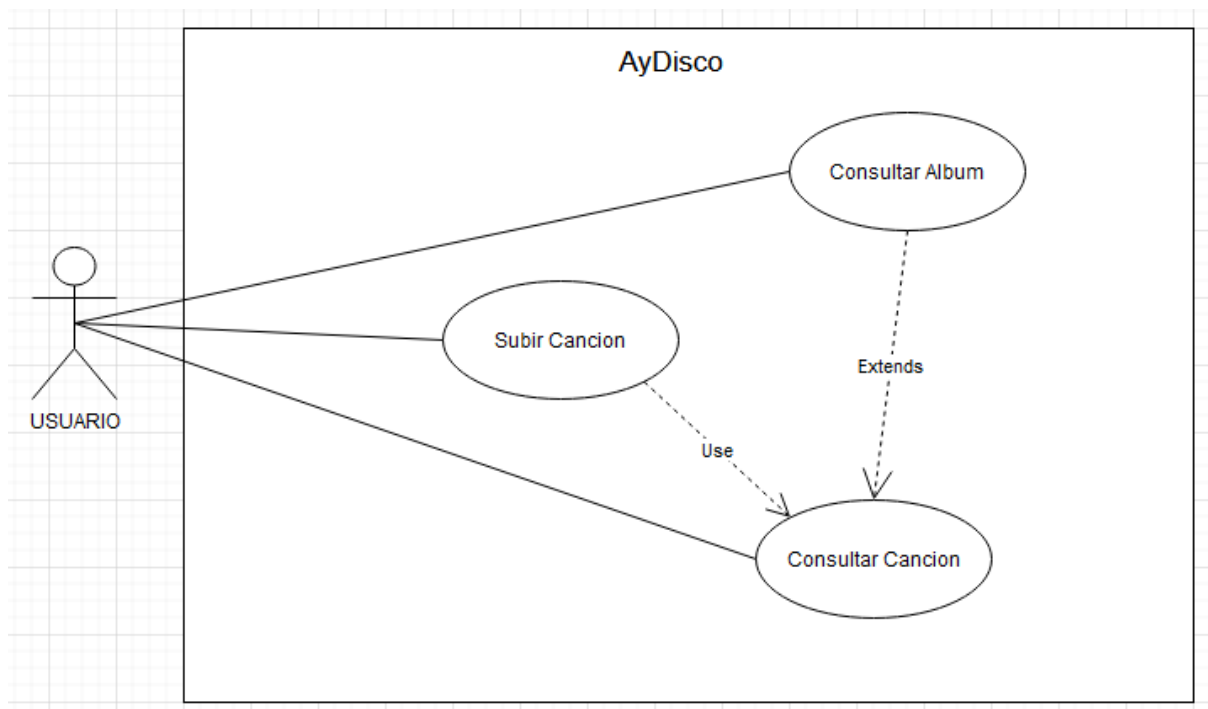 AyDisco
Consultar Album
Subir Cancion
Extends
USUARIO
Use
Consultar Cancion